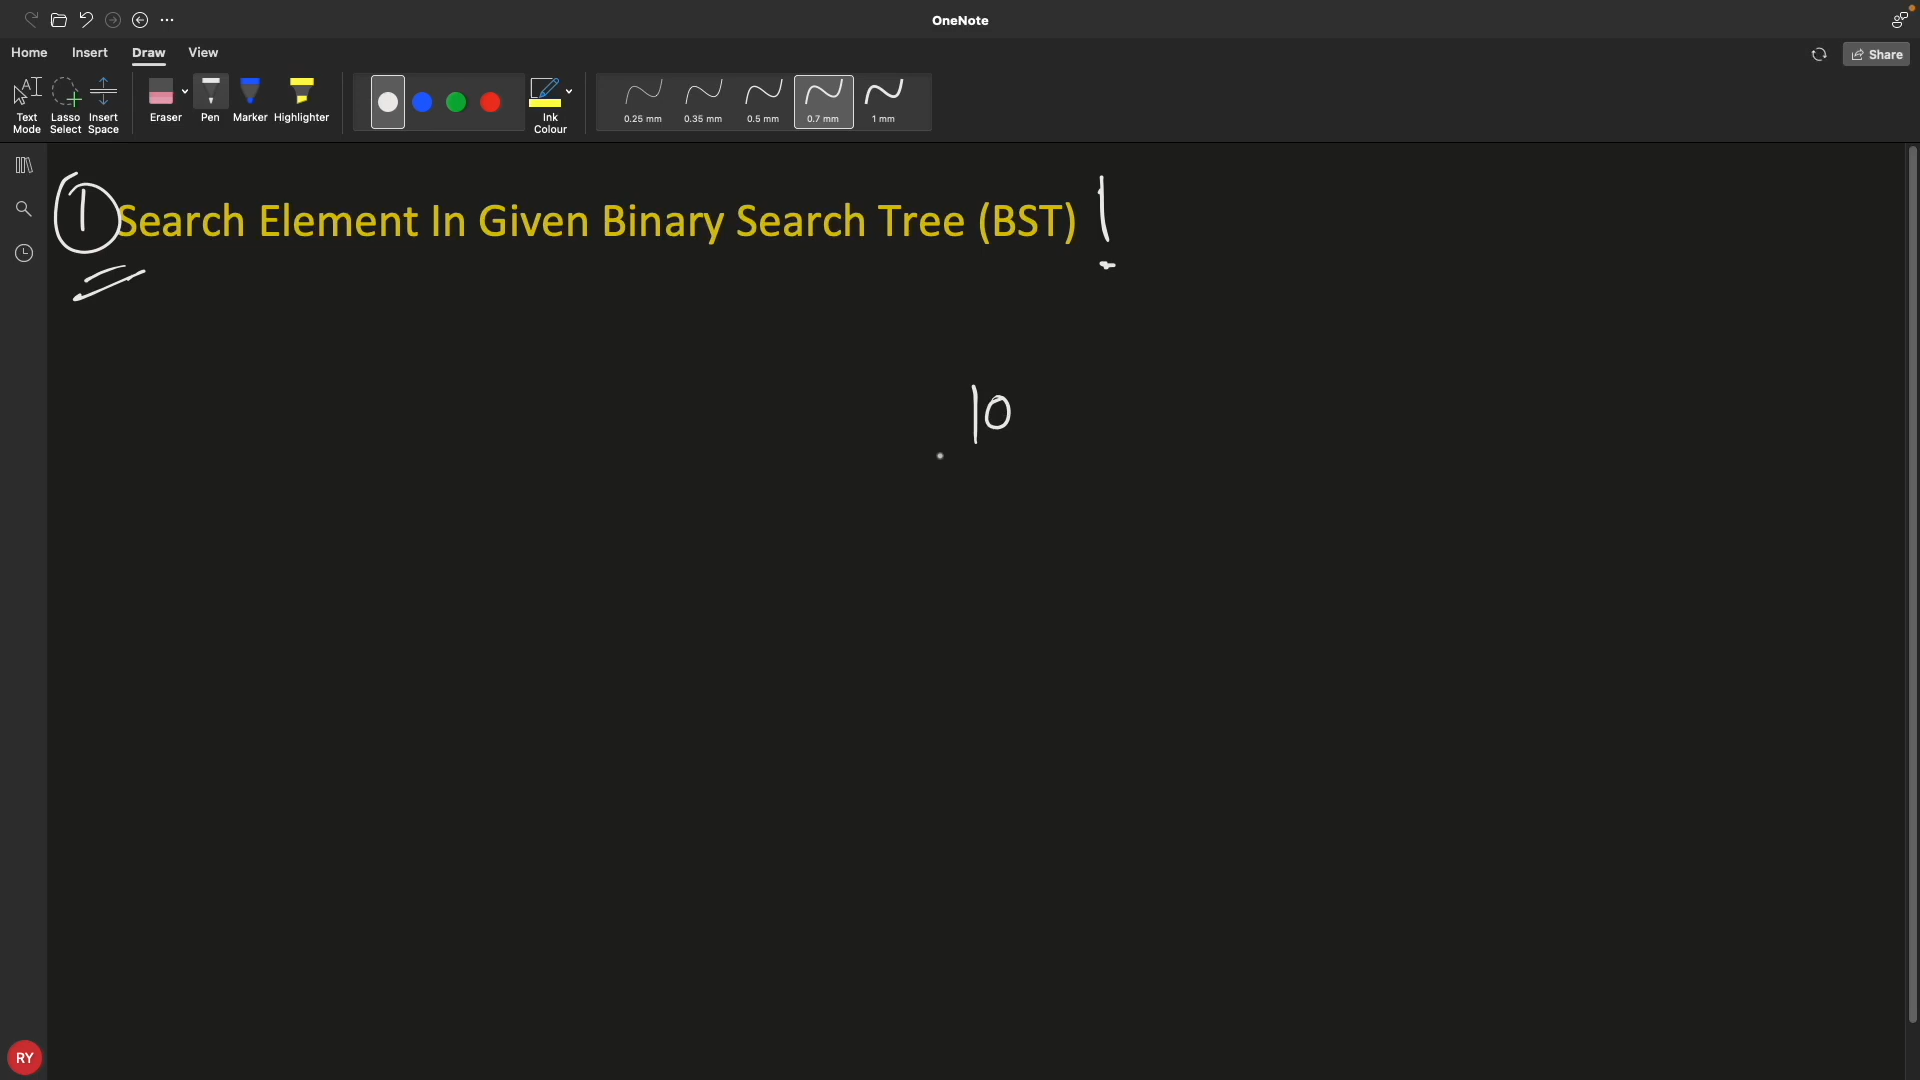 OneNote
Home Insert Draw View
Share
Text Mode
Lasso Select
Insert Space
Eraser
Pen
Marker
Highlighter
Ink Colour
0.25 mm
0.35 mm
0.5 mm
0.7 mm
1 mm
① Search Element In Given Binary Search Tree (BST) !
10
RY